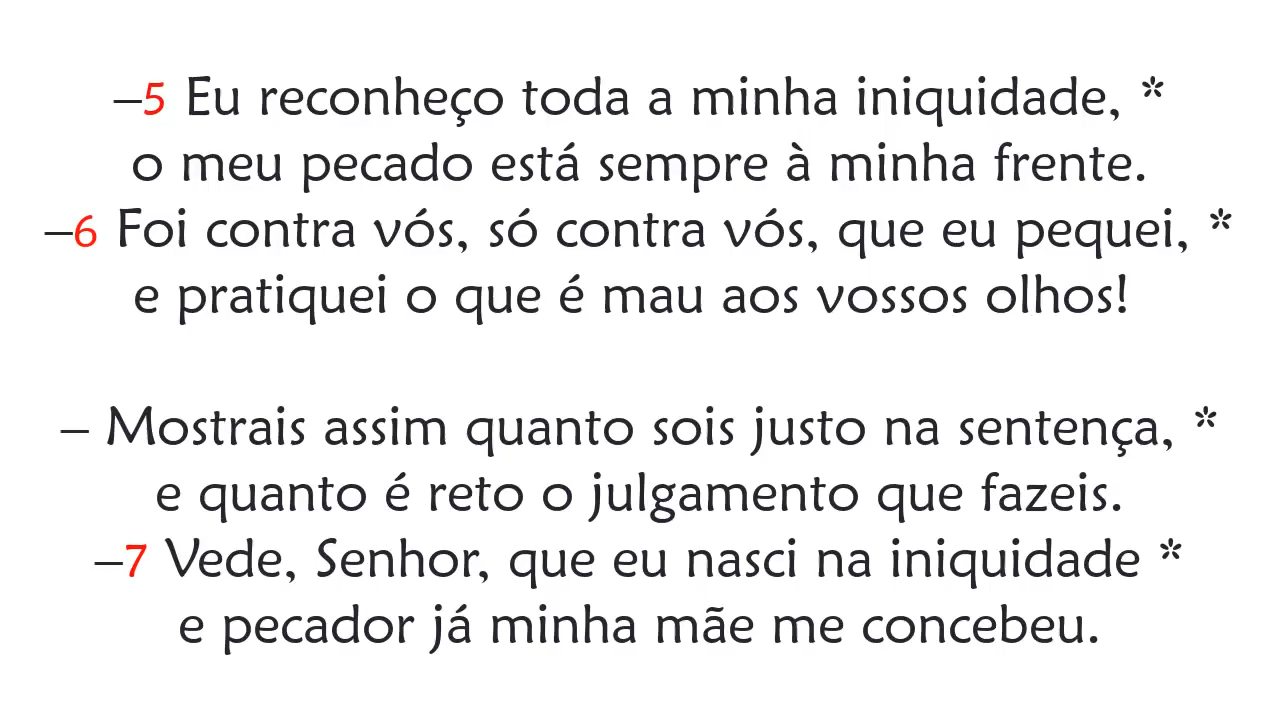 –5 Eu reconheço toda a minha iniquidade, *
o meu pecado está sempre à minha frente.
–6 Foi contra vós, só contra vós, que eu pequei, *
e pratiquei o que é mau aos vossos olhos!
– Mostrais assim quanto sois justo na sentença, *
e quanto é reto o julgamento que fazeis.
–7 Vede, Senhor, que eu nasci na iniquidade *
e pecador já minha mãe me concebeu.